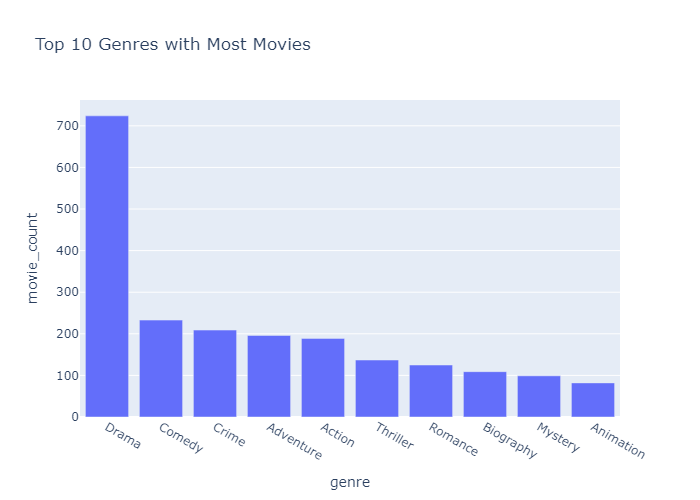 Top 10 Genres with Most Movies
movie_count
700
600
500
400
300
200
100
0
Drama
Comedy
Crime
Adventure
Action
Thriller
Romance
Biography
Mystery
Animation
genre